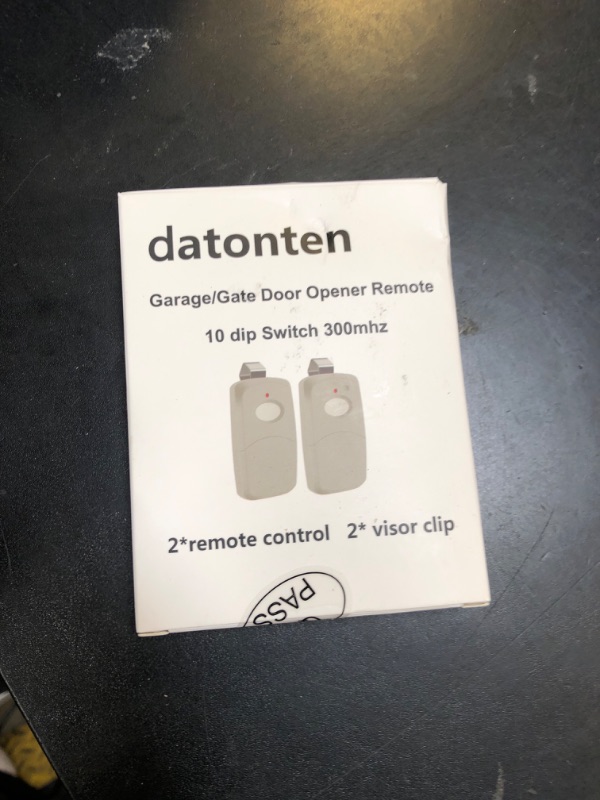 datonten
Garage/Gate Door Opener Remote
10 dip Switch 300mhz
2*remote control 2* visor clip
PASS